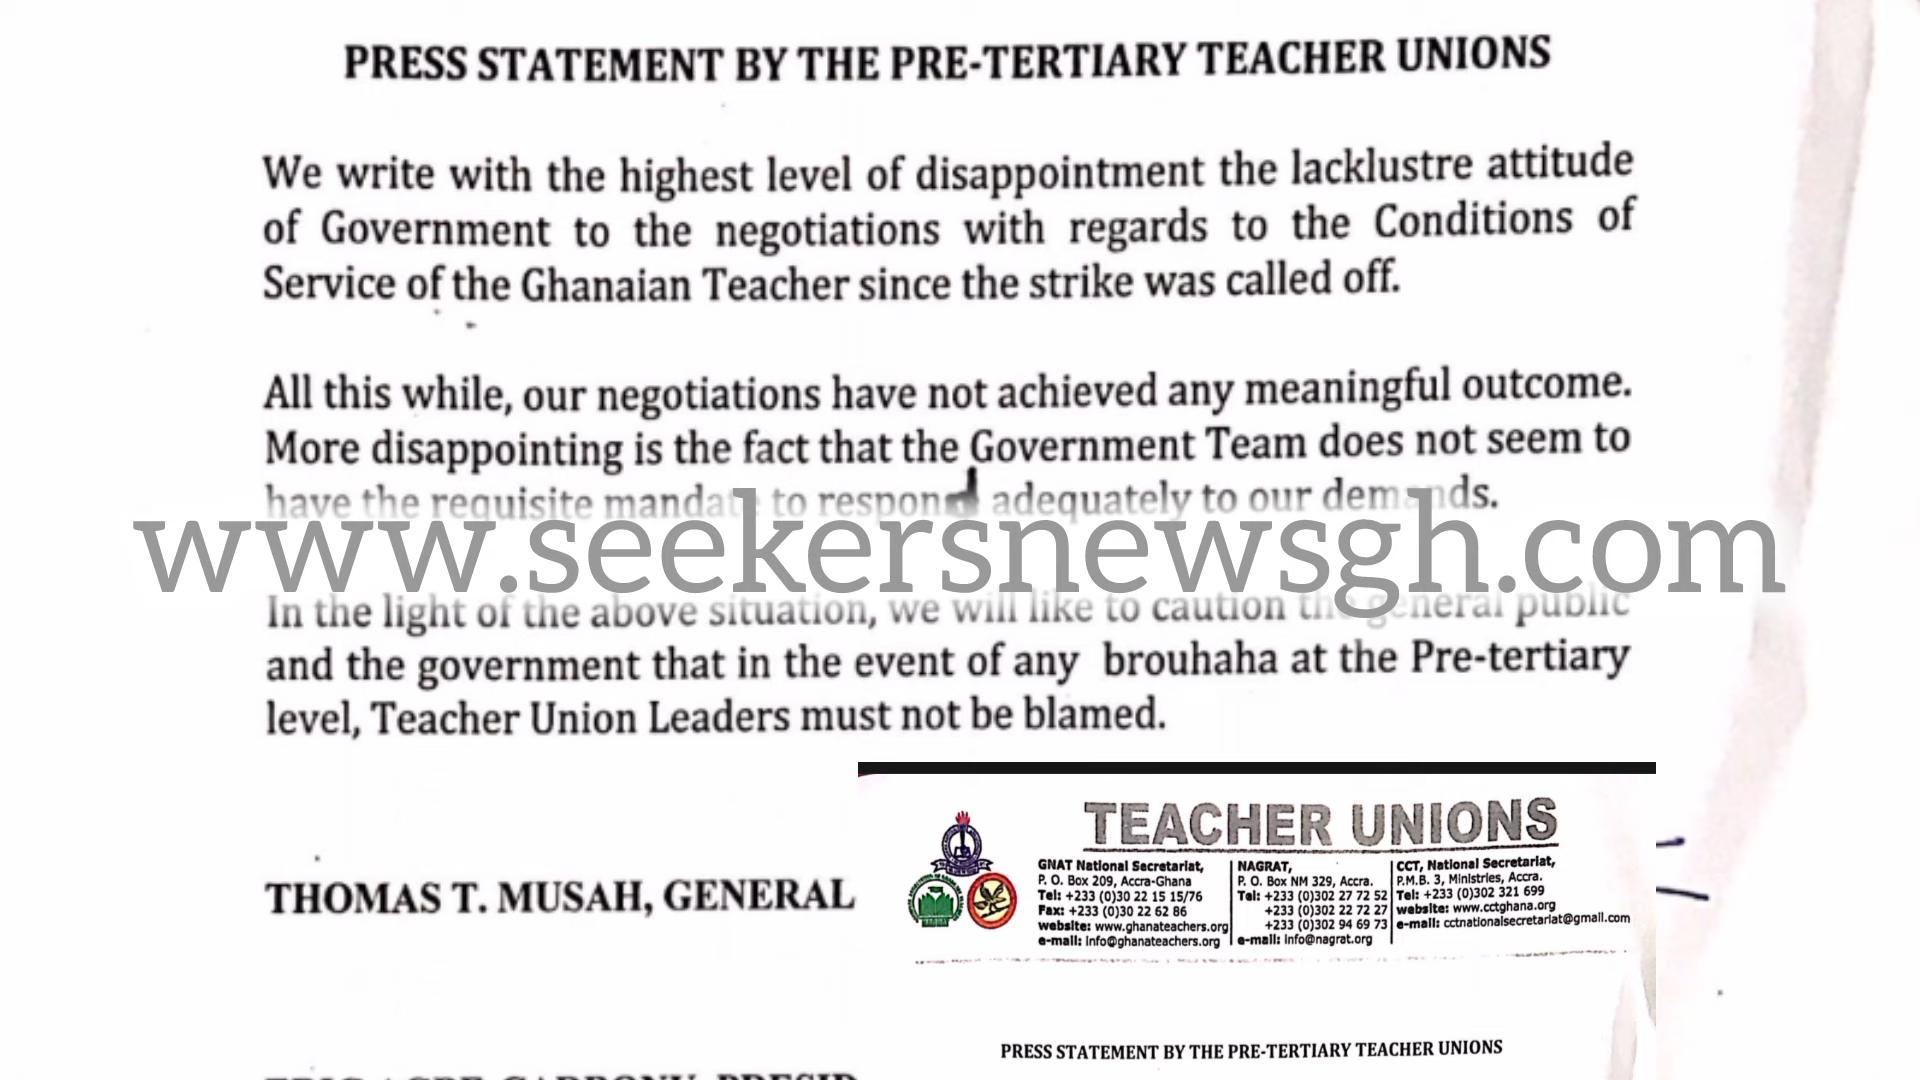 PRESS STATEMENT BY THE PRE-TERTIARY TEACHER UNIONS
We write with the highest level of disappointment the lacklustre attitude
of Government to the negotiations with regards to the Conditions of
Service of the Ghanaian Teacher since the strike was called off.
All this while, our negotiations have not achieved any meaningful outcome.
More disappointing is the fact that the Government Team does not seem to
have the requisite mandate to respond adequately to our demands.
www.seekersnewsgh.com
In the light of the above situation, we will like to caution the general public
and the government that in the event of any brouhaha at the Pre-tertiary
level, Teacher Union Leaders must not be blamed.
THOMAS T. MUSAH, GENERAL
TEACHER UNIONS
GNAT National Secretariat,
P. O. Box 209, Accra-Ghana
Tel: +233 (0)30 22 15 15/76
Fax: +233 (0)30 22 62 86
website: www.ghanateachers.org
e-mail: info@ghanateachers.org
NAGRAT,
P. O. Box NM 329, Accra.
Tel: +233 (0)302 27 72 52
+233 (0)302 22 72 27
+233 (0)302 94 69 73
e-mail: info@nagrat.org
CCT, National Secretariat,
P.M.B. 3, Ministries, Accra.
Tel: +233 (0)302 321 699
website: www.cctghana.org
e-mail: cctnationalsecretariat@gmail.com
PRESS STATEMENT BY THE PRE-TERTIARY TEACHER UNIONS